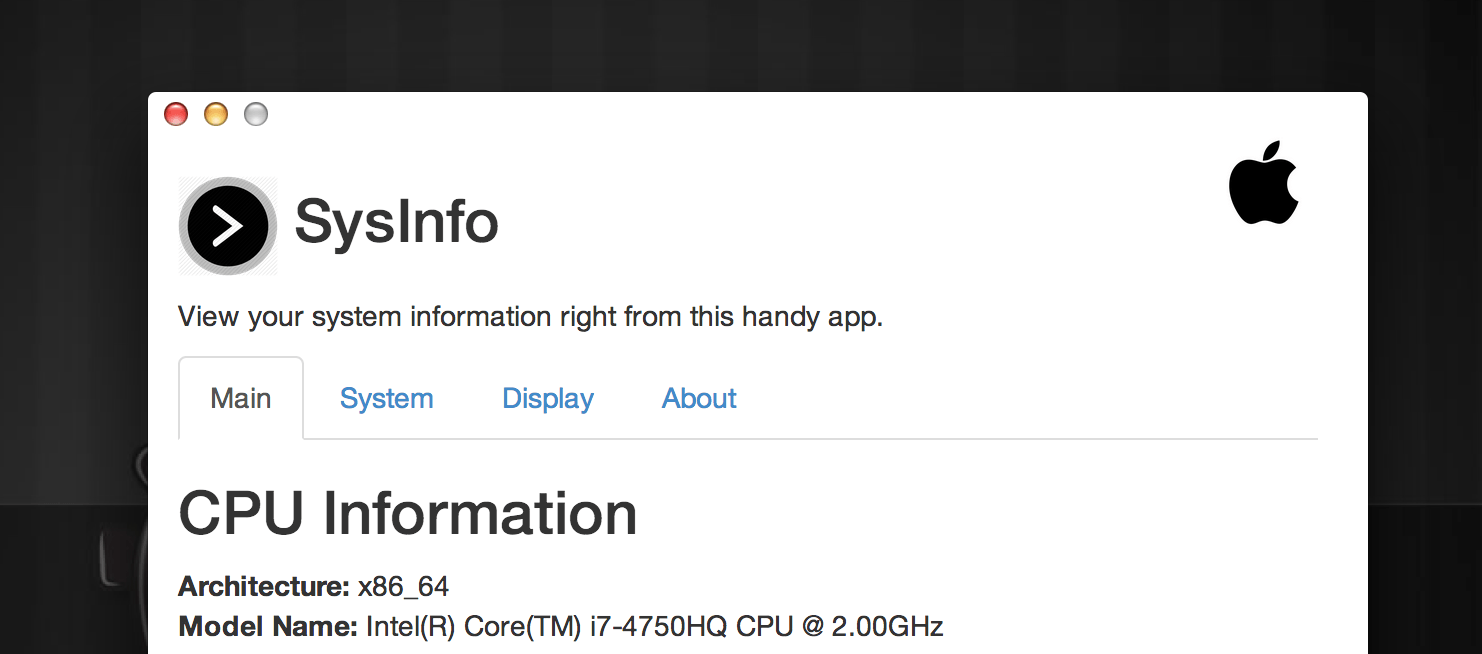 SysInfo
View your system information right from this handy app.
Main System Display About
CPU Information
Architecture: x86_64
Model Name: Intel(R) Core(TM) i7-4750HQ CPU @ 2.00GHz